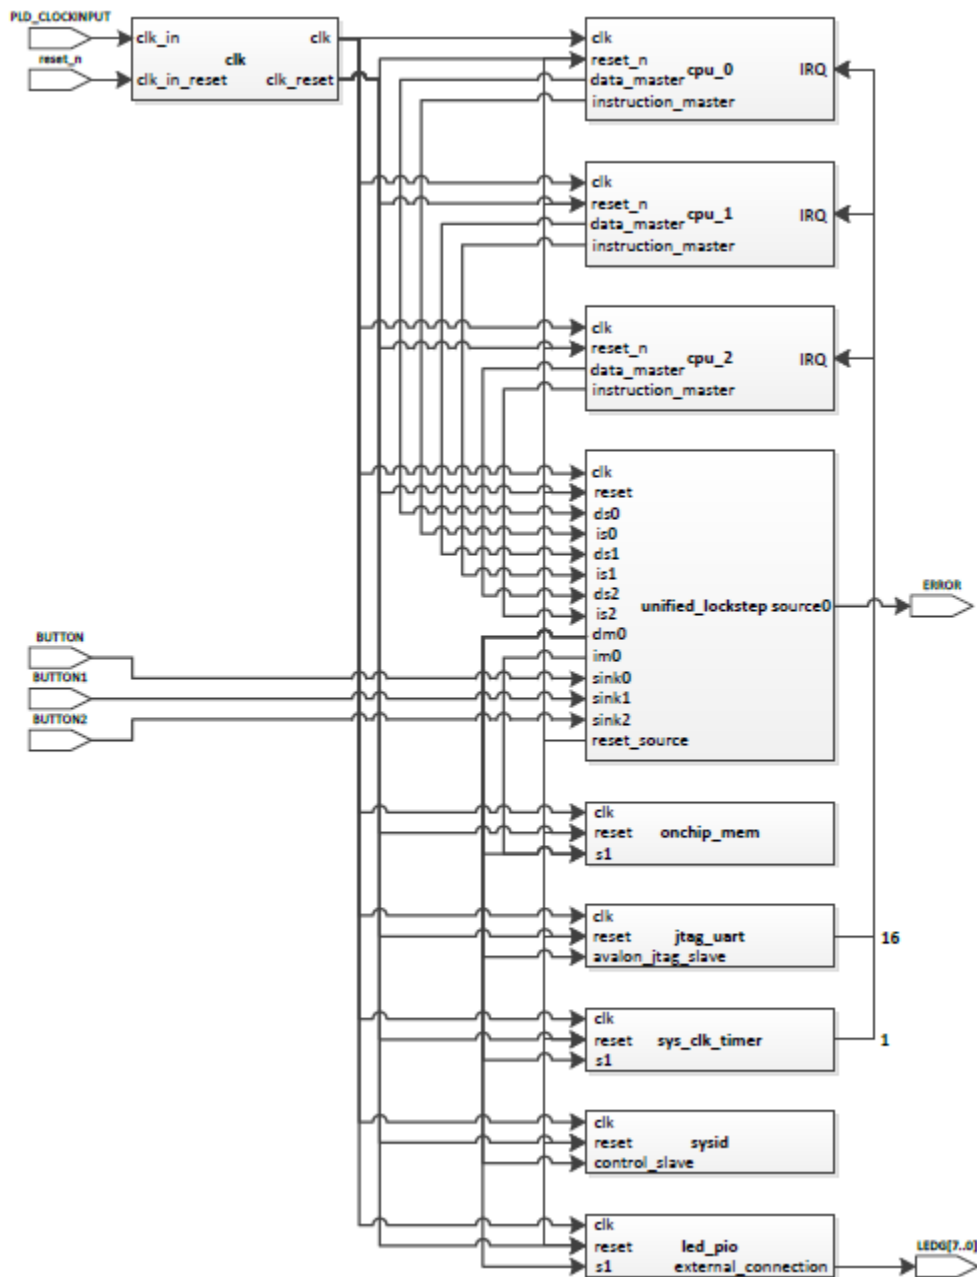 PLD_CLOCKINPUT
reset_n
clk_in clk
clk
clk_in_reset clk_reset
clk
reset_n
cpu_0 IRQ
data_master
instruction_master
clk
reset_n
cpu_1 IRQ
data_master
instruction_master
clk
reset_n
cpu_2 IRQ
data_master
instruction_master
clk
reset
ds0
is0
ds1
is1
ds2
is2
unified_lockstep source0
ERROR
dm0
im0
sink0
sink1
sink2
reset_source
BUTTON
BUTTON1
BUTTON2
clk
reset onchip_mem
s1
clk
reset jtag_uart 16
avalon_jtag_slave
clk
reset sys_clk_timer 1
s1
clk
reset sysid
control_slave
clk
reset led_pio
s1 external_connection
LEDG[7..0]